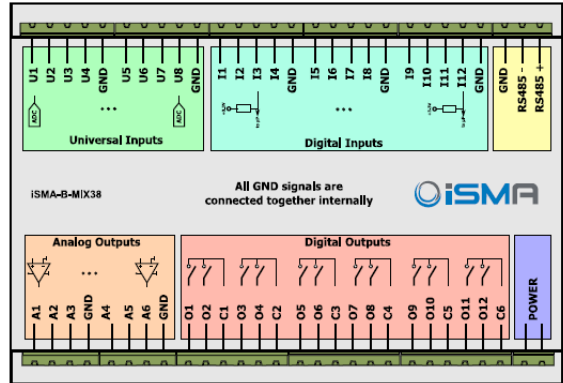 U1 U2 U3 U4 GND U5 U6 U7 U8 GND
I1 I2 I3 I4 GND I5 I6 I7 I8 GND I9 I10 I11 I12 GND
GND RS485 - RS485 +
ADC ... ADC
... 
Universal Inputs
Digital Inputs
iSMA-B-MIX38
All GND signals are
connected together internally
iSMA
Analog Outputs
Digital Outputs
...
A1 A2 A3 GND A4 A5 A6 GND
O1 O2 C1 O3 O4 C2 O5 O6 C3 O7 O8 C4 O9 O10 C5 O11 O12 C6
POWER